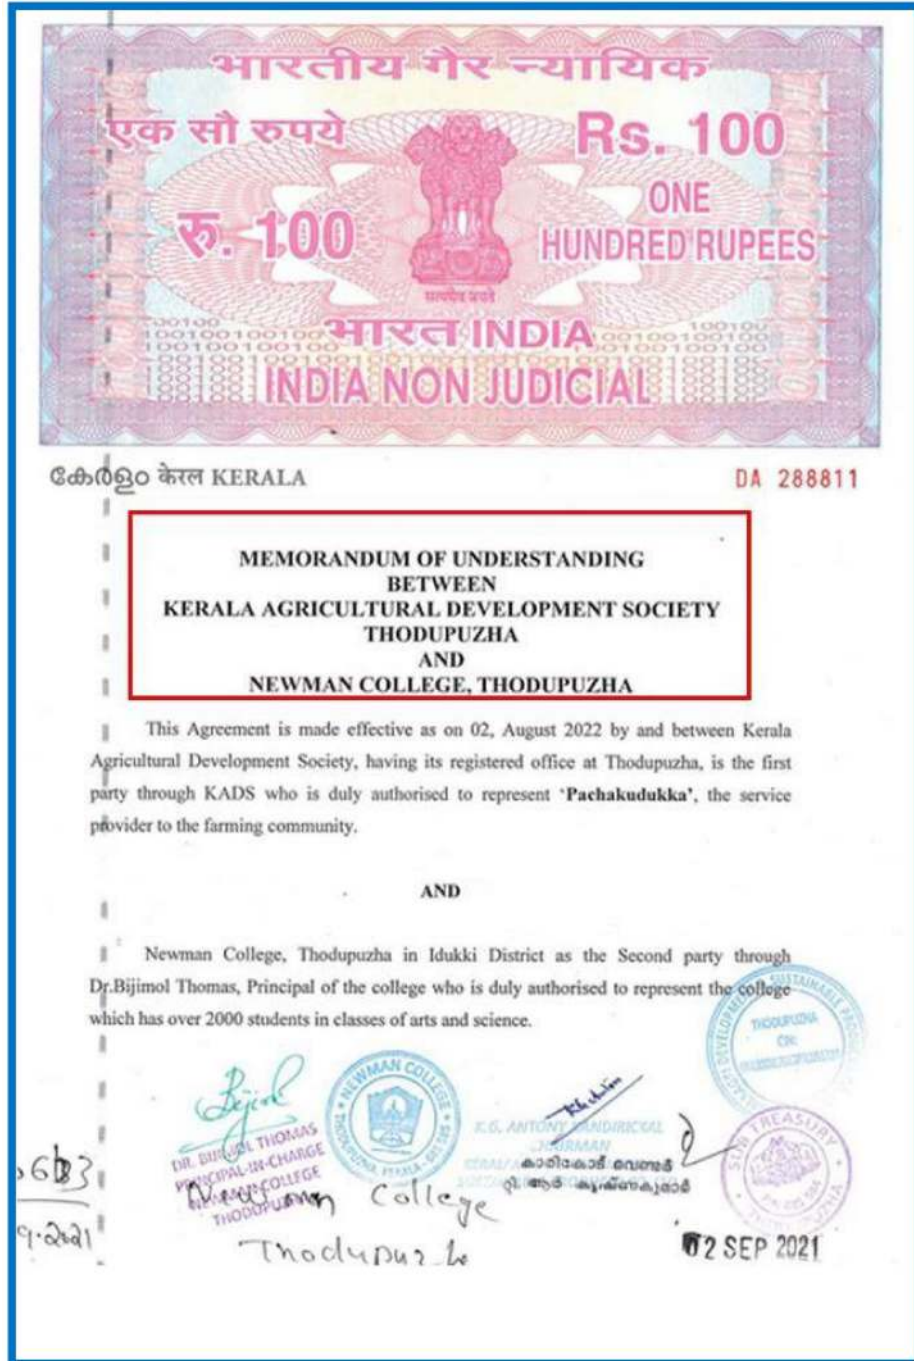 भारतीय गैर न्यायिक
एक सौ रुपये
Rs. 100
रु. 100
ONE
HUNDRED RUPEES
सत्यमेव जयते
भारत INDIA
INDIA NON JUDICIAL
കേരളം केरल KERALA
DA 288811
MEMORANDUM OF UNDERSTANDING
BETWEEN
KERALA AGRICULTURAL DEVELOPMENT SOCIETY
THODUPUZHA
AND
NEWMAN COLLEGE, THODUPUZHA
This Agreement is made effective as on 02, August 2022 by and between Kerala
Agricultural Development Society, having its registered office at Thodupuzha, is the first
party through KADS who is duly authorised to represent ‘Pachakudukka’, the service
provider to the farming community.
AND
Newman College, Thodupuzha in Idukki District as the Second party through
Dr.Bijimol Thomas, Principal of the college who is duly authorised to represent the college
which has over 2000 students in classes of arts and science.
THODUPUZHA
NEWMAN COLLEGE
K.G. ANTONY
CHAIRMAN
DR. BIJIMOL THOMAS
PRINCIPAL-IN-CHARGE
NEWMAN COLLEGE
THODUPUZHA
SUB TREASURY
THODUPUZHA
കാരിക്കോട് വെണ്ടർ
റ്റി. ആർ കൃഷ്ണകുമാർ
Newman College
Thodupuzha
02 SEP 2021